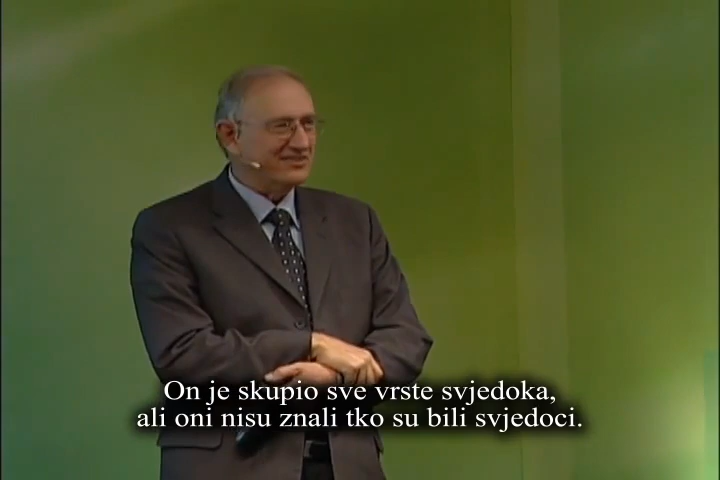 On je skupio sve vrste svjedoka,
ali oni nisu znali tko su bili svjedoci.